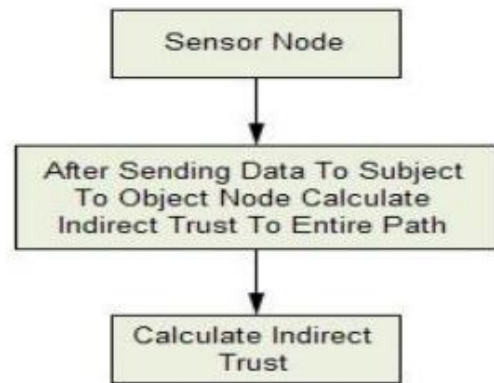 Sensor Node
After Sending Data To Subject
To Object Node Calculate
Indirect Trust To Entire Path
Calculate Indirect
Trust